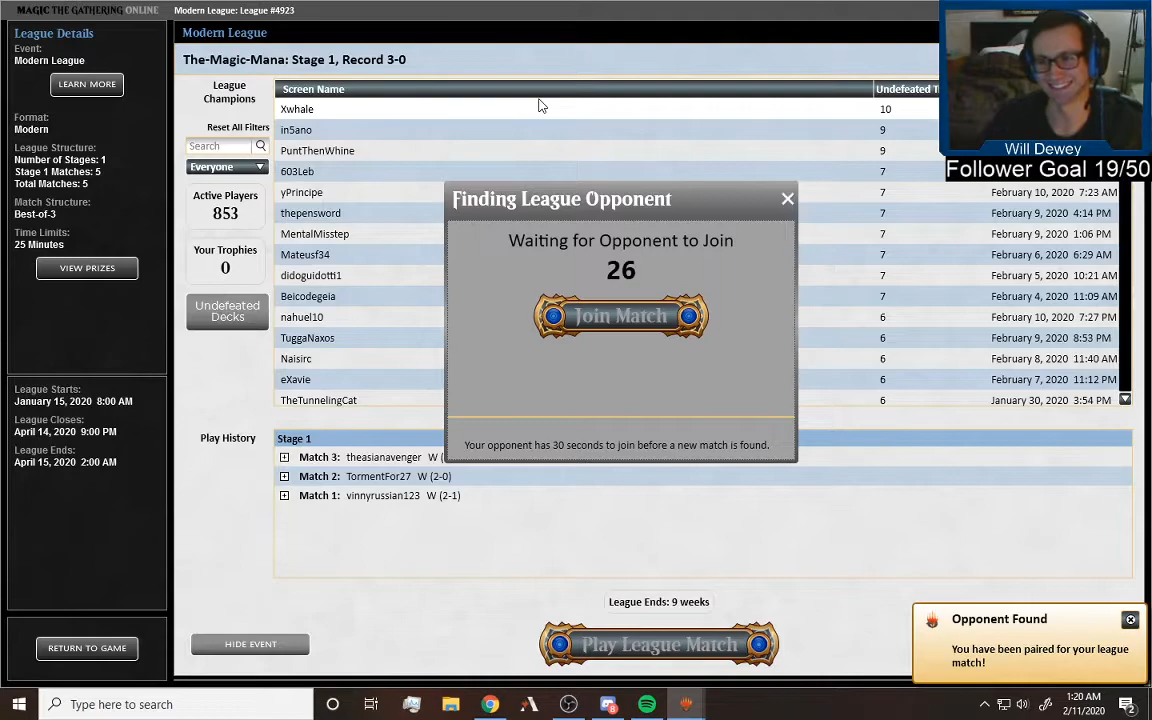 MAGIC THE GATHERING ONLINE
Modern League: League #4923
League Details
Event:
Modern League
LEARN MORE
Format:
Modern
League Structure:
Number of Stages: 1
Stage 1 Matches: 5
Total Matches: 5
Match Structure:
Best-of-3
Time Limits:
25 Minutes
VIEW PRIZES
League Starts:
January 15, 2020 8:00 AM
League Closes:
April 14, 2020 9:00 PM
League Ends:
April 15, 2020 2:00 AM
RETURN TO GAME
Modern League
The-Magic-Mana: Stage 1, Record 3-0
League Champions
Reset All Filters
Search
Everyone
Active Players
853
Your Trophies
0
Undefeated Decks
Screen Name Undefeated
Xwhale 10
in5ano 9
PuntThenWhine 9
603Leb 7
yPrincipe 7 February 10, 2020 7:23 AM
thepensword 7 February 9, 2020 4:14 PM
MentalMisstep 7 February 9, 2020 1:06 PM
Mateusf34 7 February 6, 2020 6:29 AM
didoguidotti1 7 February 5, 2020 10:21 AM
Beicodegeia 7 February 4, 2020 11:09 AM
nahuel10 6 February 10, 2020 7:27 PM
TuggaNaxos 6 February 9, 2020 8:53 PM
Naisirc 6 February 8, 2020 11:40 AM
eXavie 6 February 7, 2020 11:12 PM
TheTunnelingCat 6 January 30, 2020 3:54 PM
Will Dewey
Follower Goal 19/50
Finding League Opponent
Waiting for Opponent to Join
26
Join Match
Your opponent has 30 seconds to join before a new match is found.
Play History
Stage 1
Match 3: theasianavenger W (
Match 2: TormentFor27 W (2-0)
Match 1: vinnyrussian123 W (2-1)
League Ends: 9 weeks
HIDE EVENT
Play League Match
Opponent Found
You have been paired for your league
match!
Type here to search
1:20 AM
2/11/2020
8
2